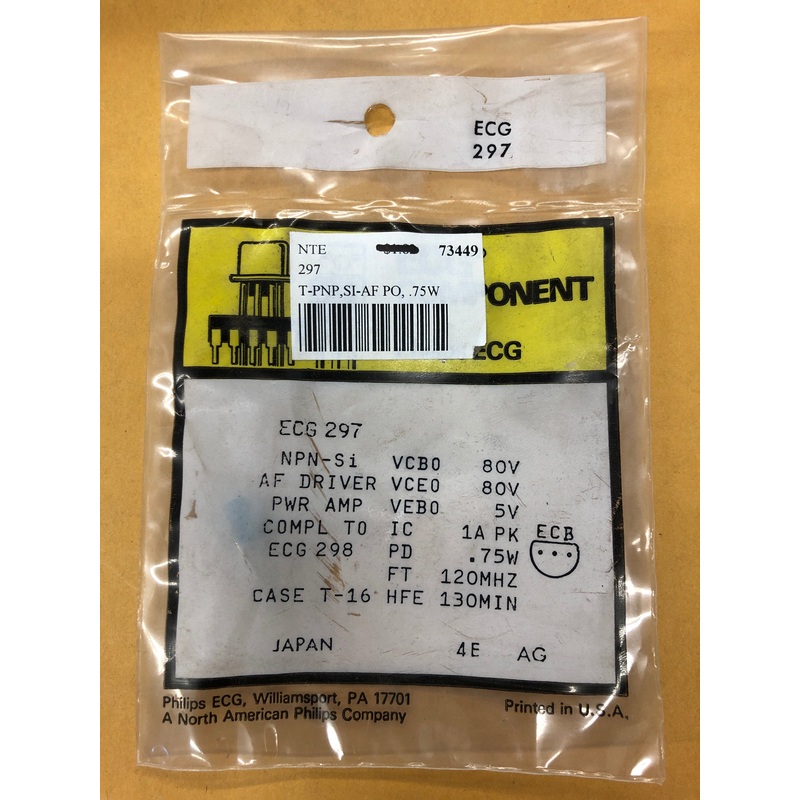 ECG
297
NTE 73449
297
T-PNP,SI-AF PO, .75W
PONENT
ECG
ECG 297
NPN-Si VCBO 80V
AF DRIVER VCEO 80V
PWR AMP VEBO 5V
COMPL TO IC 1A PK ECB
ECG 298 PD .75W
FT 120MHZ
CASE T-16 HFE 130MIN
JAPAN 4E AG
Philips ECG, Williamsport, PA 17701
A North American Philips Company
Printed in U.S.A.